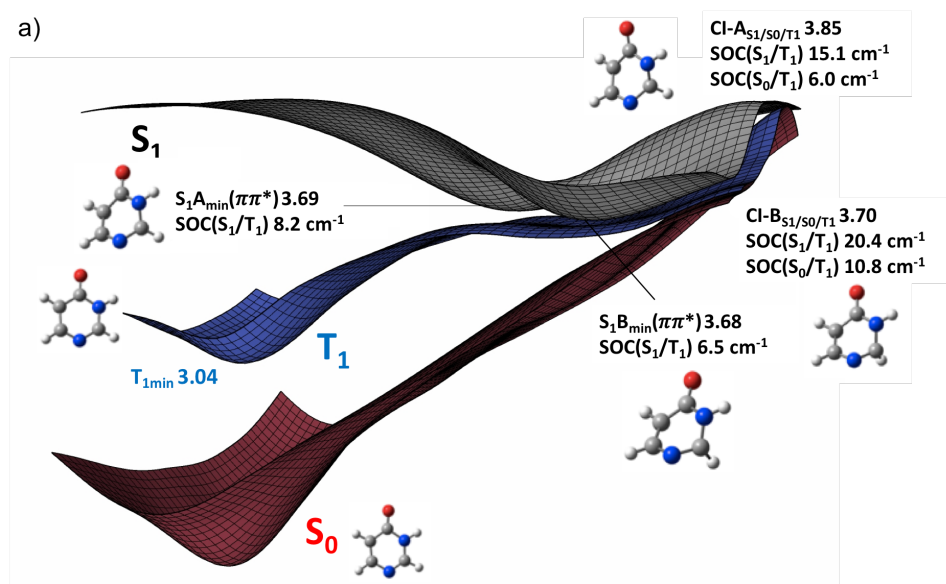 a)
CI-A S1/S0/T1 3.85
SOC(S₁/T₁) 15.1 cm⁻¹
SOC(S₀/T₁) 6.0 cm⁻¹
S₁
S₁Amin(ππ*) 3.69
SOC(S₁/T₁) 8.2 cm⁻¹
CI-B S1/S0/T1 3.70
SOC(S₁/T₁) 20.4 cm⁻¹
SOC(S₀/T₁) 10.8 cm⁻¹
S₁Bmin(ππ*) 3.68
SOC(S₁/T₁) 6.5 cm⁻¹
T₁
T1min 3.04
S₀